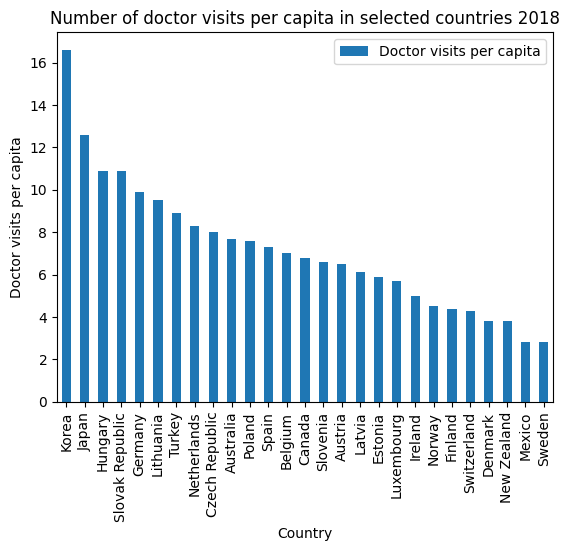 Number of doctor visits per capita in selected countries 2018
Doctor visits per capita
Doctor visits per capita
16
14
12
10
8
6
4
2
0
Korea
Japan
Hungary
Slovak Republic
Germany
Lithuania
Turkey
Netherlands
Czech Republic
Australia
Poland
Spain
Belgium
Canada
Slovenia
Austria
Latvia
Estonia
Luxembourg
Ireland
Norway
Finland
Switzerland
Denmark
New Zealand
Mexico
Sweden
Country